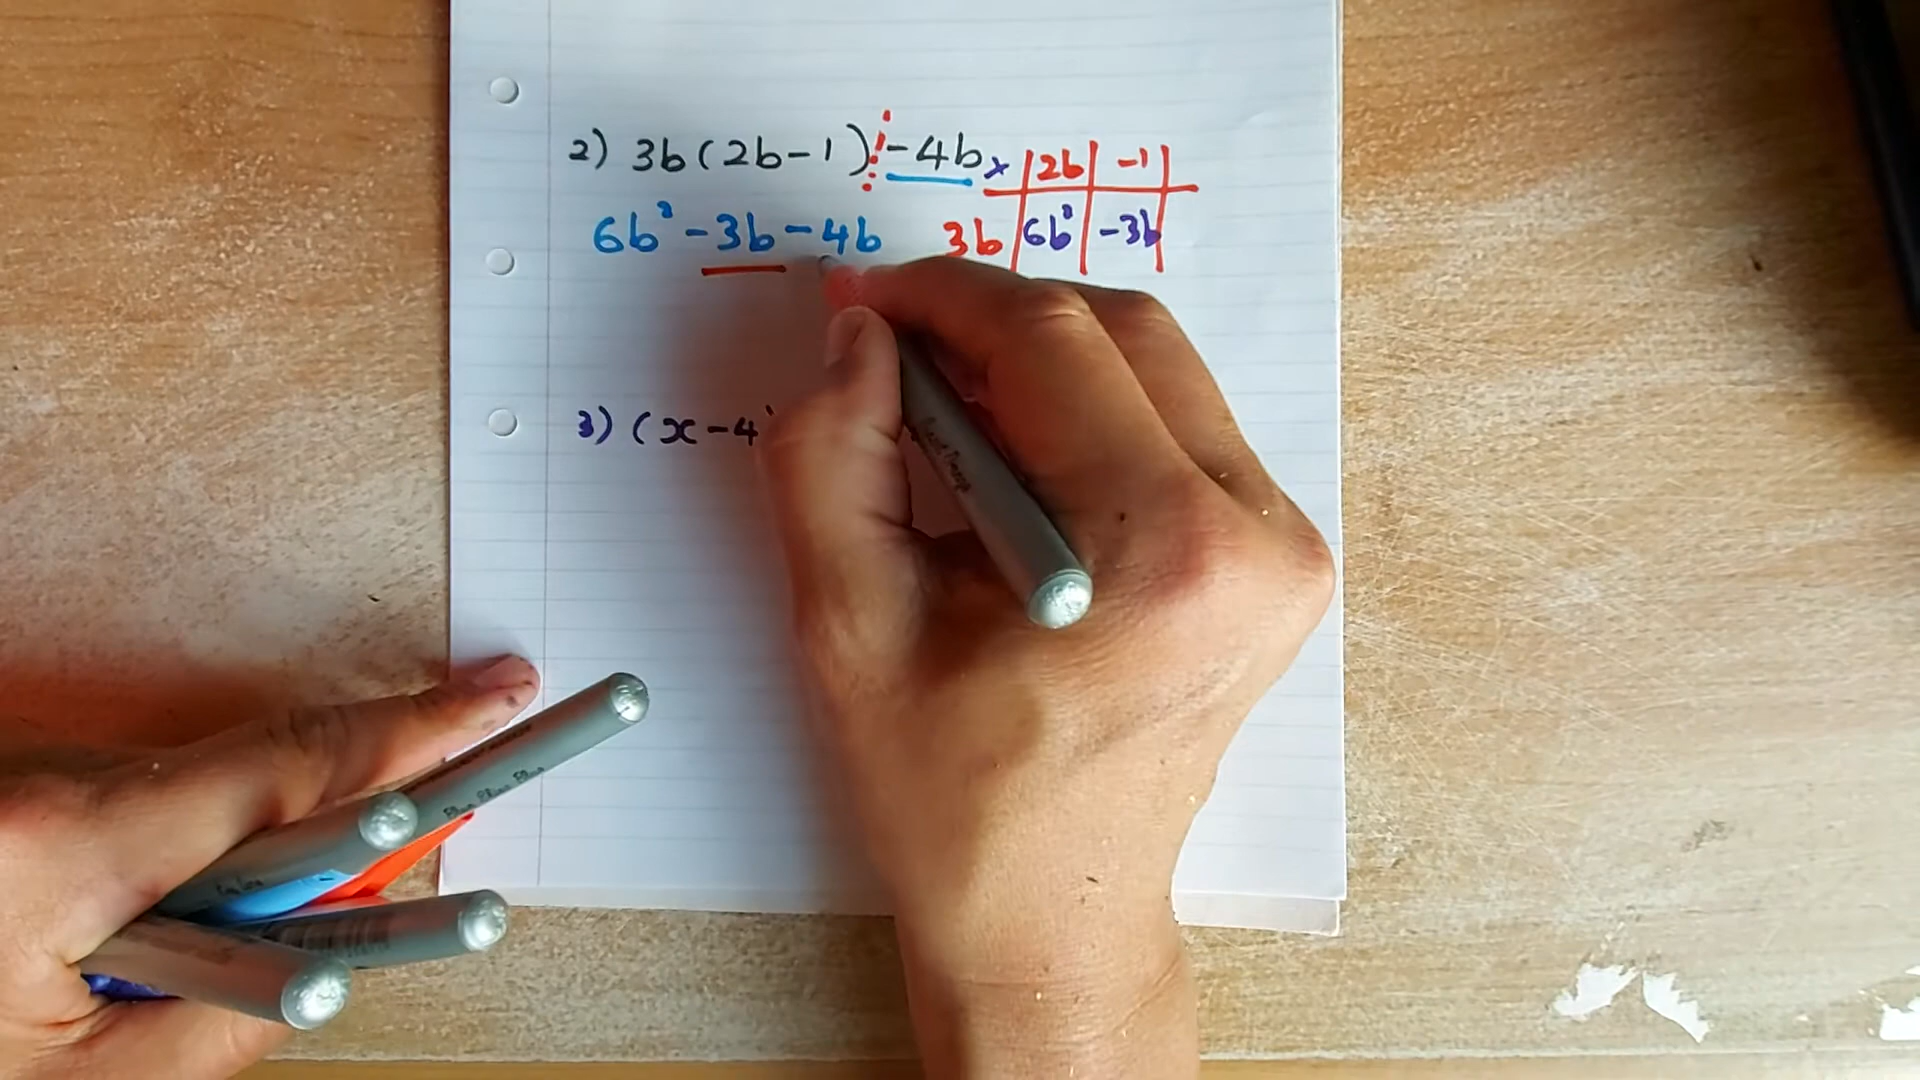 2) 3b(2b-1) -4b
× 2b -1
6b² -3b -4b
3b 6b² -3b
3) (x-4